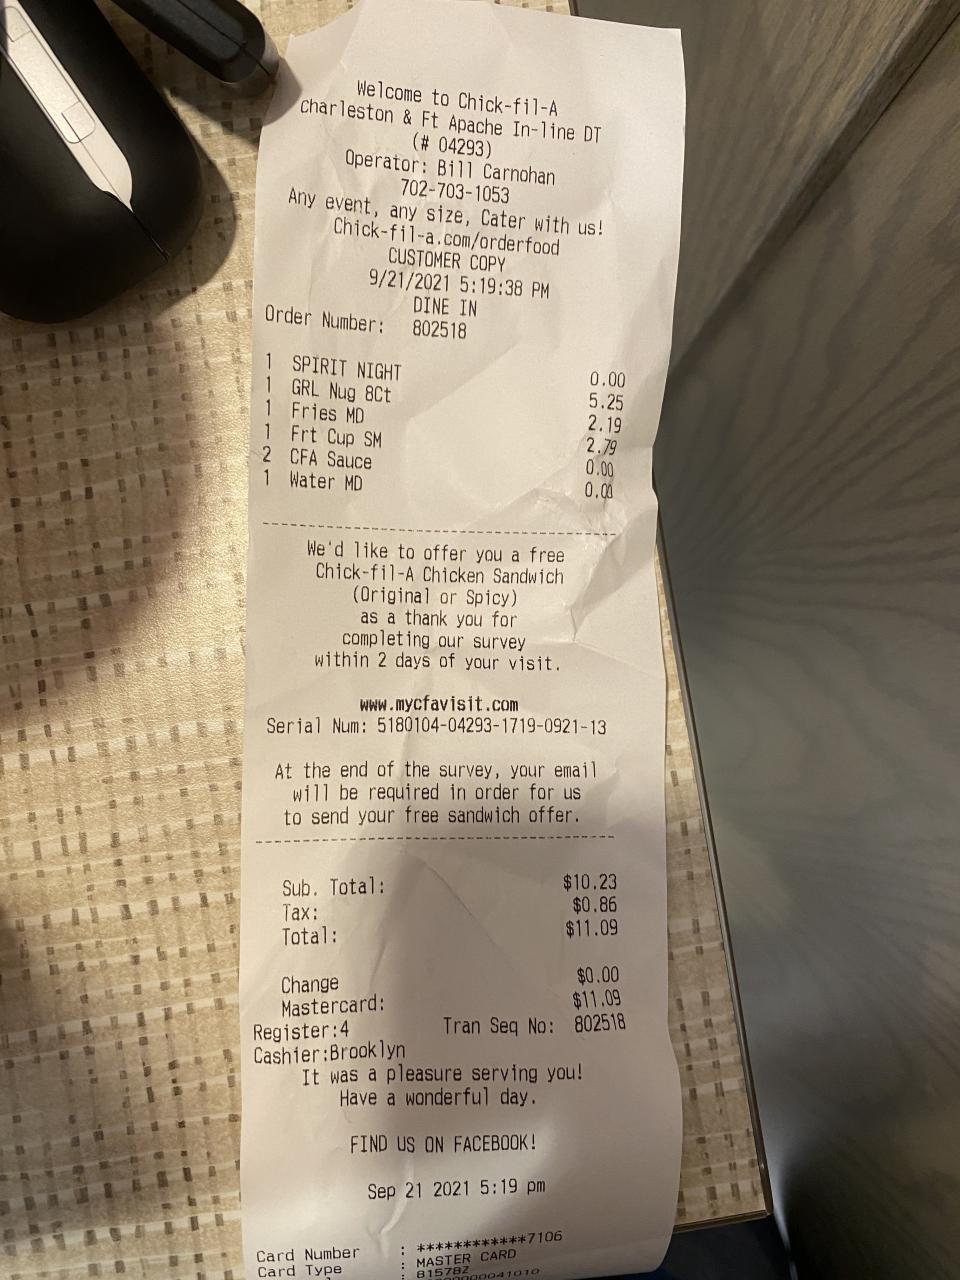 Welcome to Chick-fil-A
Charleston & Ft Apache In-line DT
(# 04293)
Operator: Bill Carnohan
702-703-1053
Any event, any size, Cater with us!
Chick-fil-a.com/orderfood
CUSTOMER COPY
9/21/2021 5:19:38 PM
DINE IN
Order Number: 802518
1 SPIRIT NIGHT 0.00
1 GRL Nug 8Ct 5.25
1 Fries MD 2.19
1 Frt Cup SM 2.79
2 CFA Sauce 0.00
1 Water MD 0.00
We'd like to offer you a free
Chick-fil-A Chicken Sandwich
(Original or Spicy)
as a thank you for
completing our survey
within 2 days of your visit.
www.mycfavisit.com
Serial Num: 5180104-04293-1719-0921-13
At the end of the survey, your email
will be required in order for us
to send your free sandwich offer.
Sub. Total: $10.23
Tax: $0.86
Total: $11.09
Change $0.00
Mastercard: $11.09
Register:4 Tran Seq No: 802518
Cashier:Brooklyn
It was a pleasure serving you!
Have a wonderful day.
FIND US ON FACEBOOK!
Sep 21 2021 5:19 pm
Card Number : ************7106
Card Type : MASTER CARD
: 81578Z